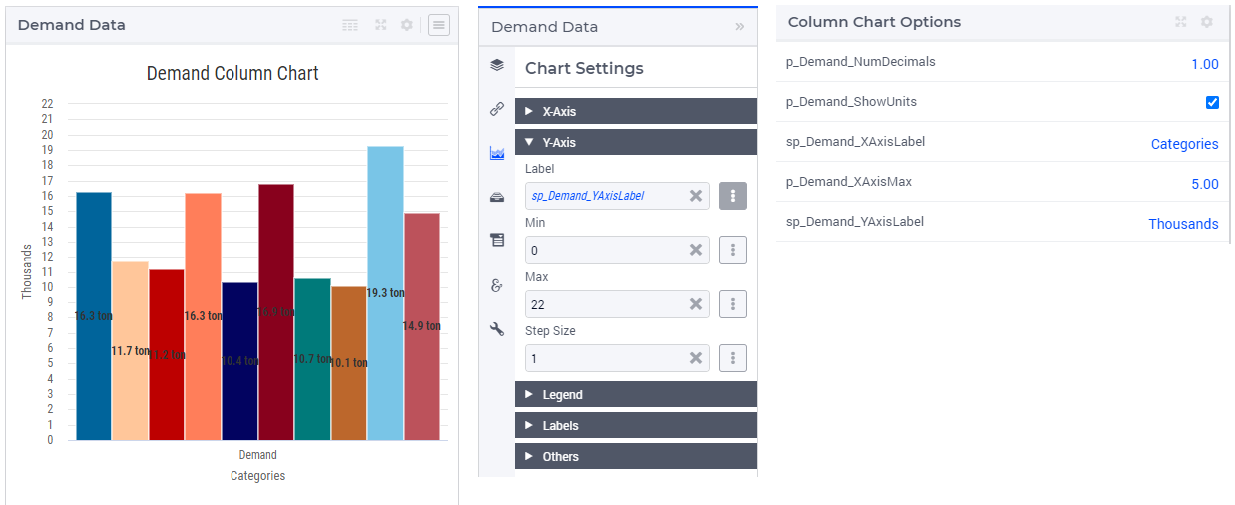 Demand Data
Demand Column Chart
22
21
20
19
18
17
16
15
14
13
12
11
10
9
8
7
6
5
4
3
2
1
0
Thousands
16.3 ton
11.7 ton
11.2 ton
16.3 ton
10.4 ton
16.9 ton
10.7 ton
10.1 ton
19.3 ton
14.9 ton
Demand
Categories
Demand Data
»
Chart Settings
X-Axis
Y-Axis
Label
sp_Demand_YAxisLabel
Min
0
Max
22
Step Size
1
Legend
Labels
Others
&
Column Chart Options
p_Demand_NumDecimals
1.00
p_Demand_ShowUnits
sp_Demand_XAxisLabel
Categories
p_Demand_XAxisMax
5.00
sp_Demand_YAxisLabel
Thousands